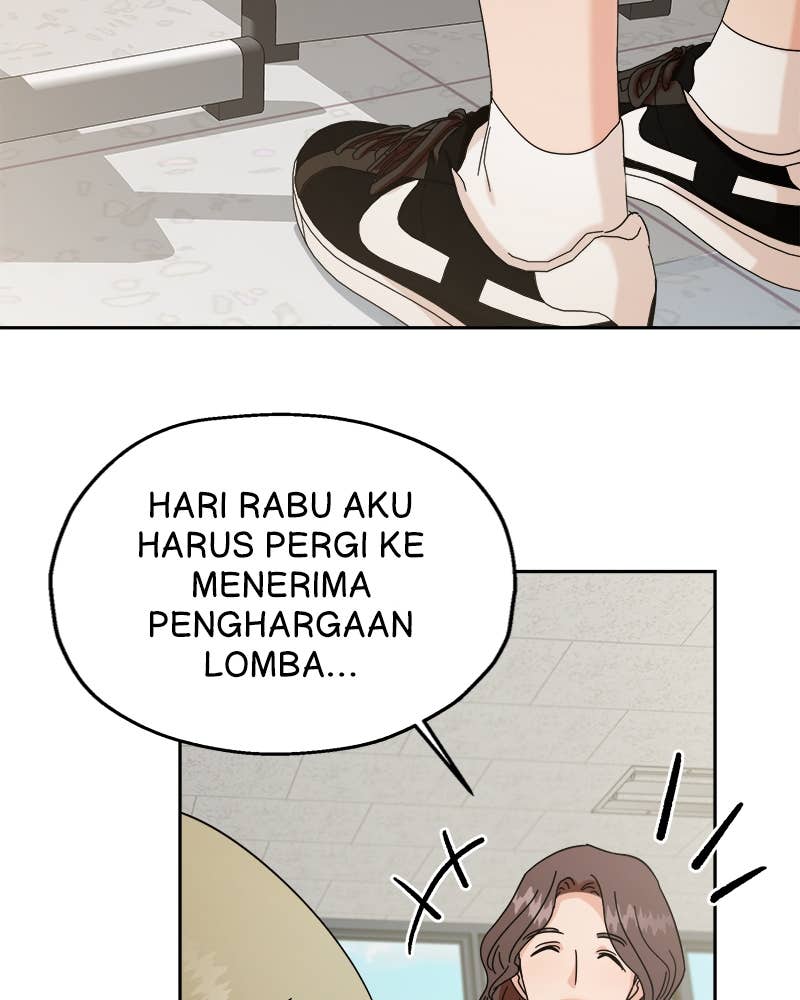 HARI RABU AKU
HARUS PERGI KE
MENERIMA
PENGHARGAAN
LOMBA...